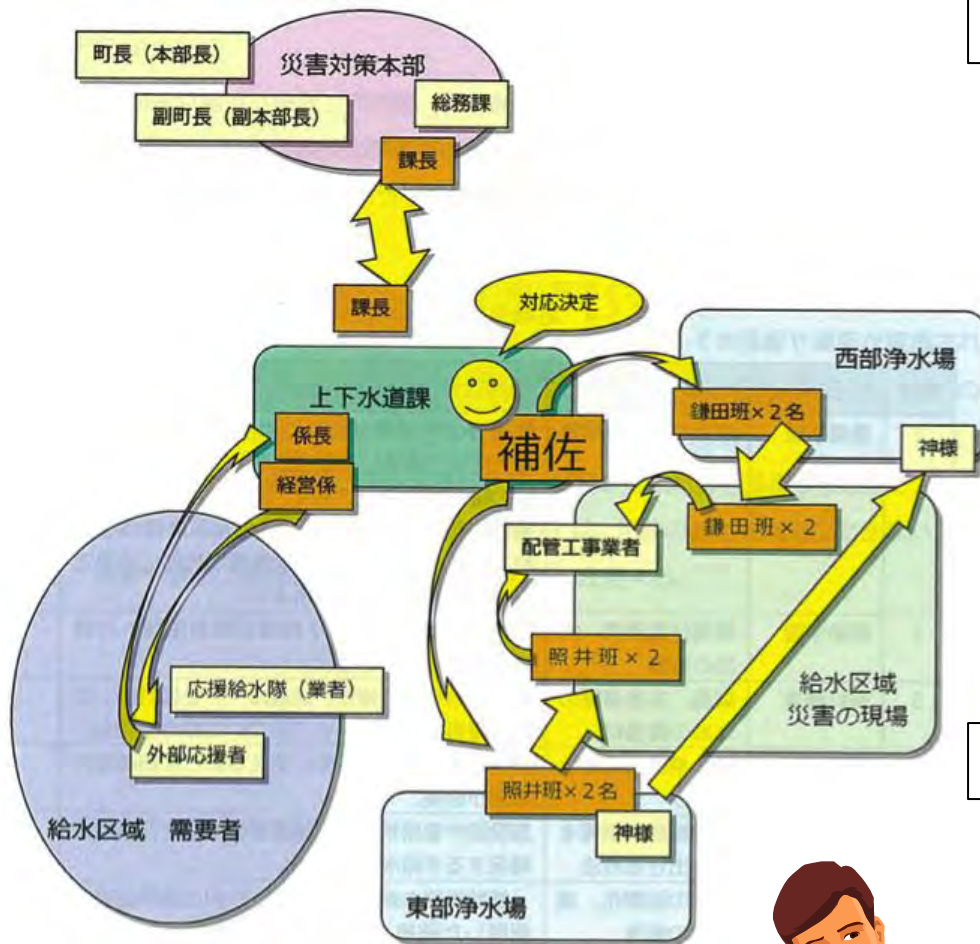 町長（本部長）
災害対策本部
副町長（副本部長）
総務課
課長
課長
対応決定
上下水道課
係長
経営係
補佐
西部浄水場
鎌田班×２名
神様
鎌田班×２
配管工事業者
照井班×２
給水区域
災害の現場
応援給水隊（業者）
外部応援者
給水区域　需要者
照井班×２名
神様
東部浄水場